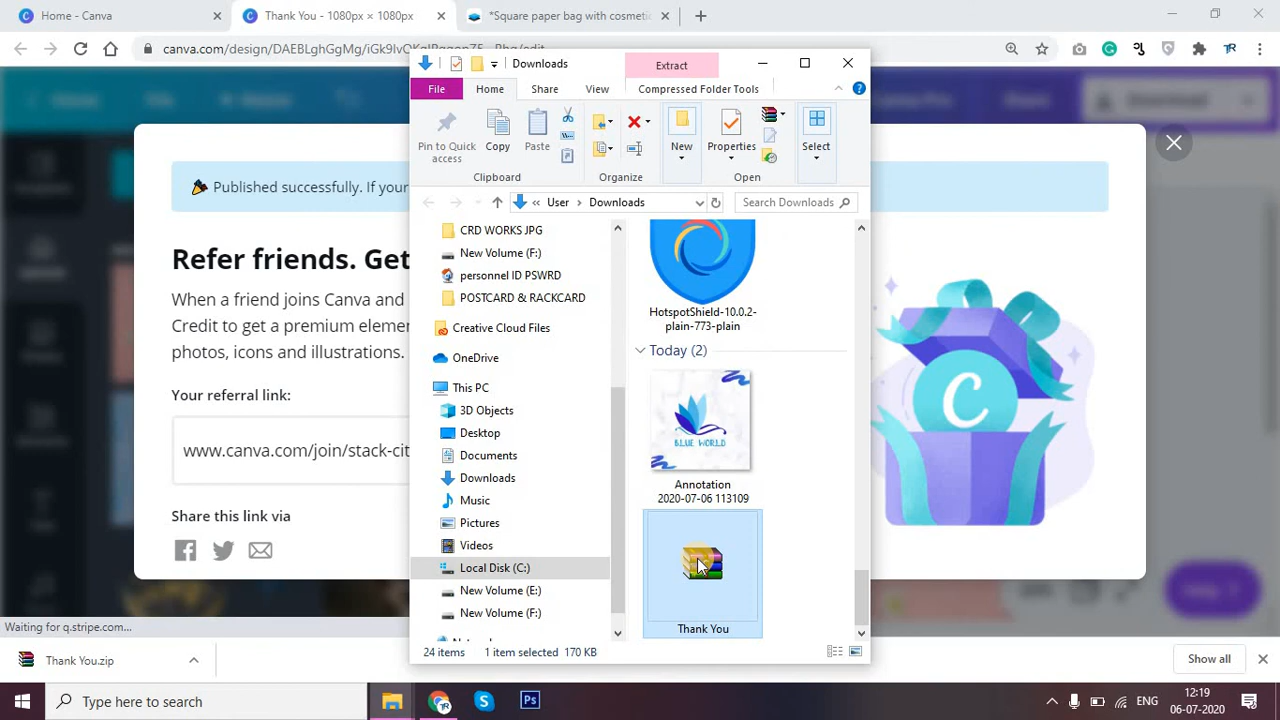 Home - Canva
Thank You - 1080px × 1080px
*Square paper bag with cosmeti
canva.com/design/DAEBLghGgMg/
Downloads
Extract
File
Home
Share
View
Compressed Folder Tools
Pin to Quick
access
Copy
Paste
New
Properties
Select
Clipboard
Organize
Open
User
Downloads
Search Downloads
Published successfully. If your
Refer friends. Get
When a friend joins Canva and
Credit to get a premium elemer
photos, icons and illustrations.
Your referral link:
www.canva.com/join/stack-cit
Share this link via
CRD WORKS JPG
New Volume (F:)
personnel ID PSWRD
POSTCARD & RACKCARD
Creative Cloud Files
OneDrive
This PC
3D Objects
Desktop
Documents
Downloads
Music
Pictures
Videos
Local Disk (C:)
New Volume (E:)
New Volume (F:)
HotspotShield-10.0.2-
plain-773-plain
Today (2)
BLUE WORLD
Annotation
2020-07-06 113109
Thank You
24 items
1 item selected 170 KB
C
Waiting for q.stripe.com...
Thank You.zip
Show all
Type here to search
Ps
ENG
12:19
06-07-2020